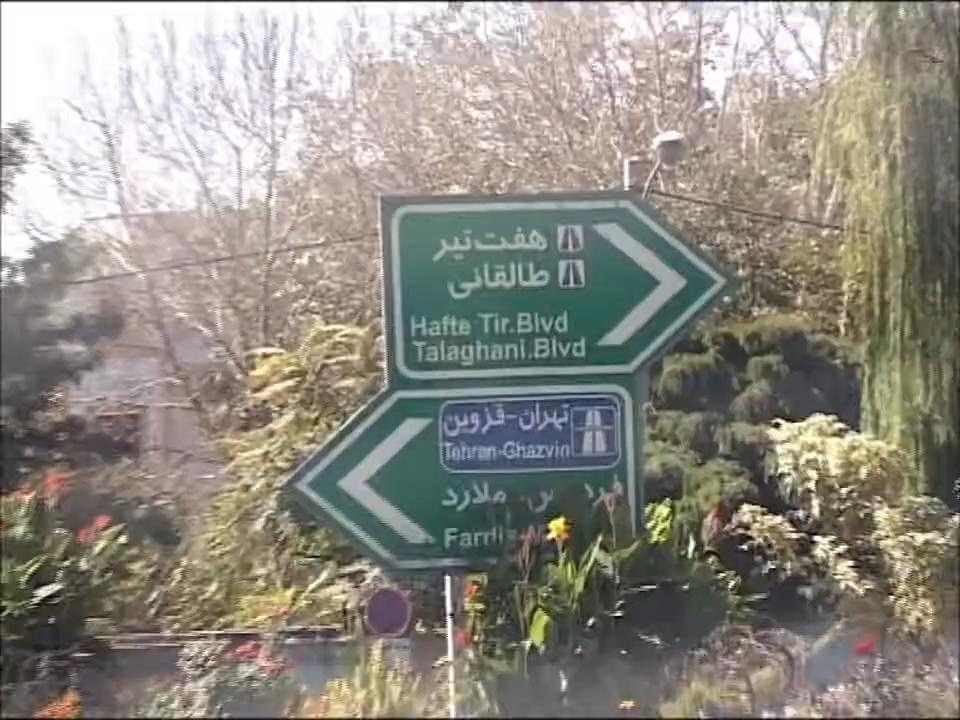 هفت تیر
طالقانی
Hafte Tir.Blvd
Talaghani.Blvd
تهران-قزوین
Tehran-Ghazvin
ملارد